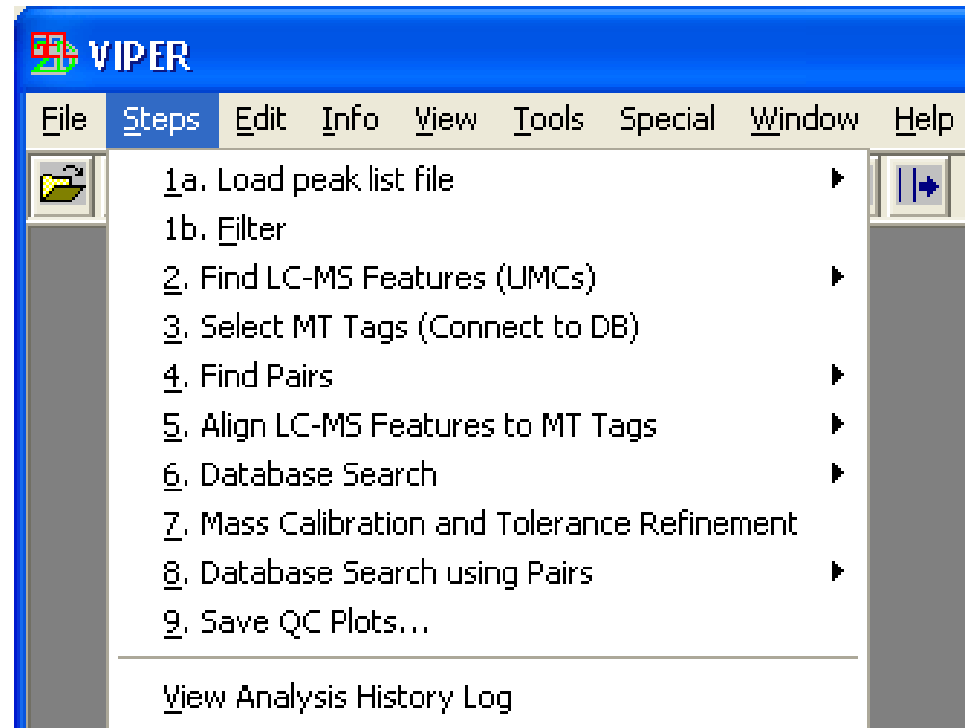 VIPER
File Steps Edit Info View Tools Special Window Help
1a. Load peak list file
1b. Filter
2. Find LC-MS Features (UMCs)
3. Select MT Tags (Connect to DB)
4. Find Pairs
5. Align LC-MS Features to MT Tags
6. Database Search
7. Mass Calibration and Tolerance Refinement
8. Database Search using Pairs
9. Save QC Plots...
View Analysis History Log